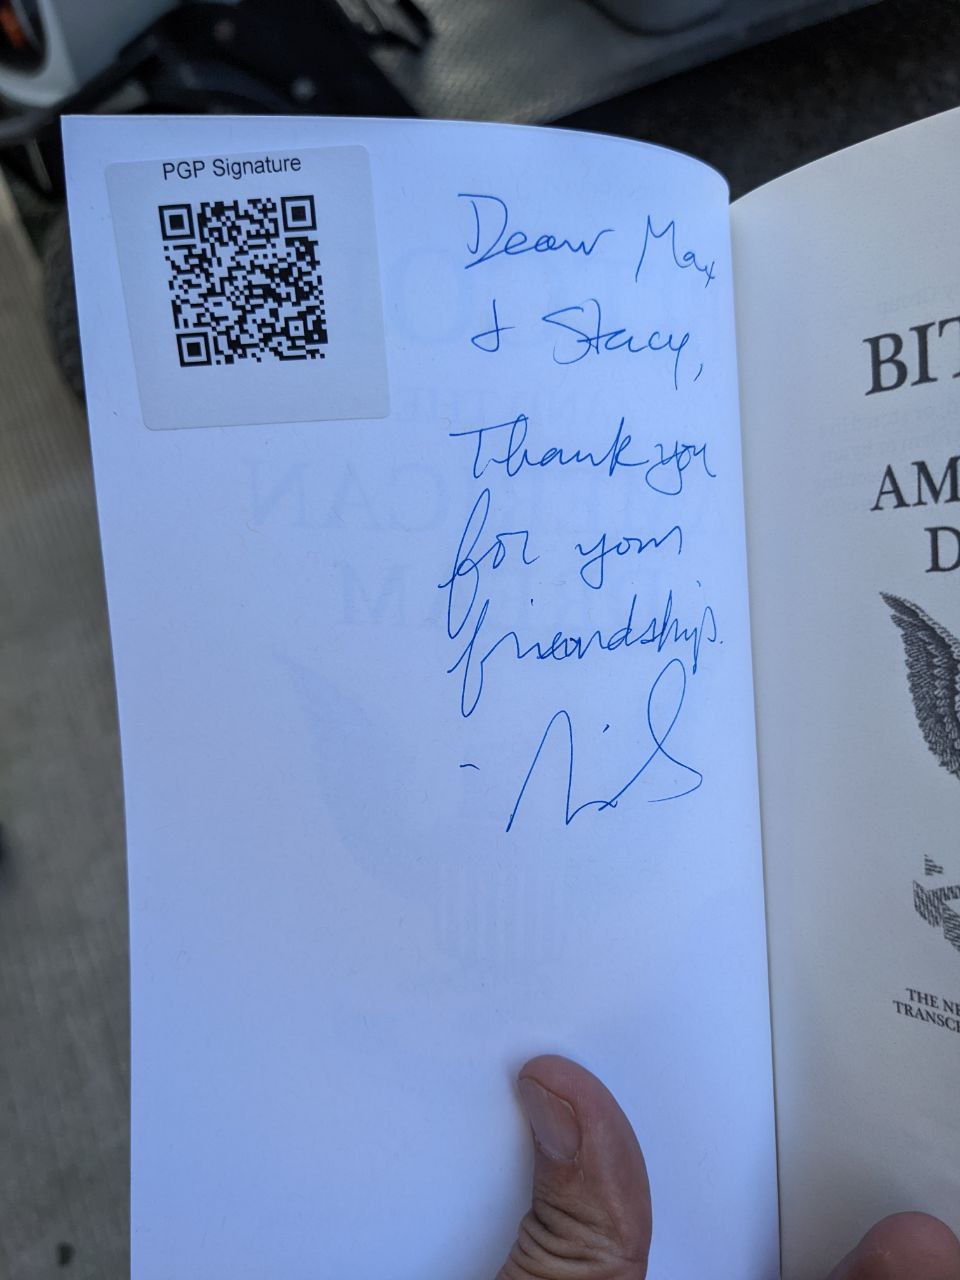 PGP Signature
Dear Max
& Stacy,
Thank you
for your
friendship.
BIT
AM
D
THE NE
TRANSC